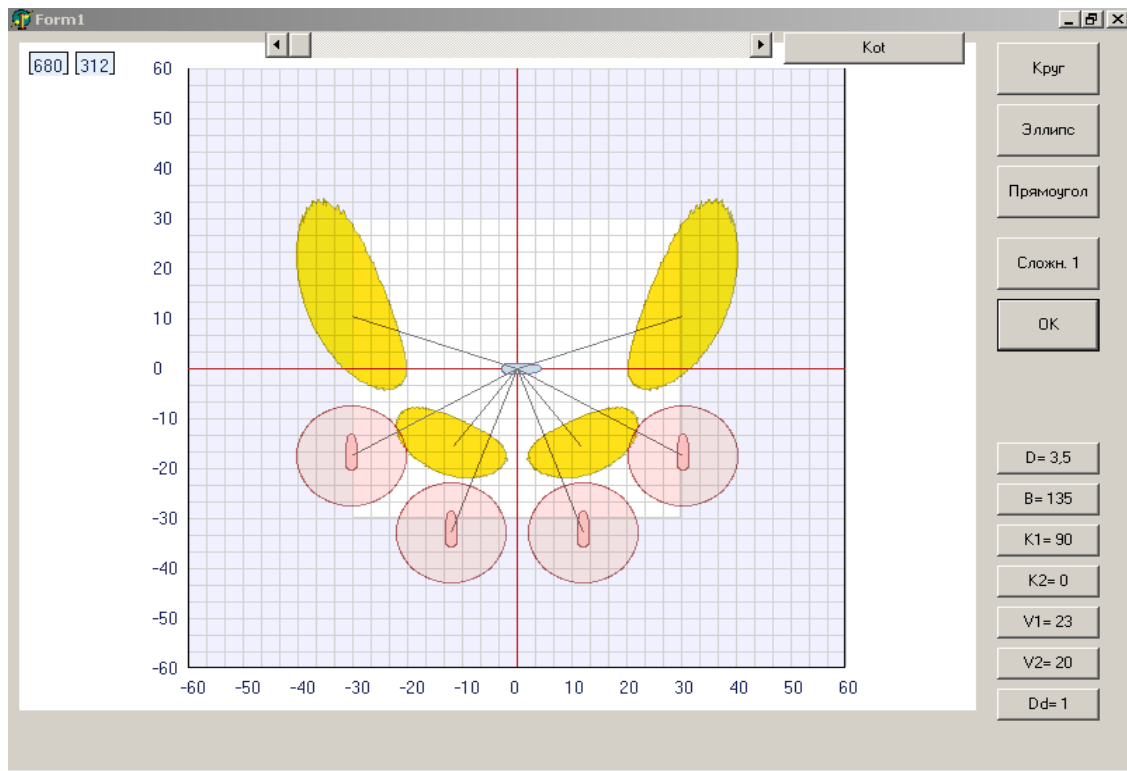 Form1
[680] [312]
Kot
60
50
40
30
20
10
0
-10
-20
-30
-40
-50
-60
-60 -50 -40 -30 -20 -10 0 10 20 30 40 50 60
Круг
Эллипс
Прямоугол
Сложн. 1
OK
D= 3,5
B= 135
K1= 90
K2= 0
V1= 23
V2= 20
Dd= 1